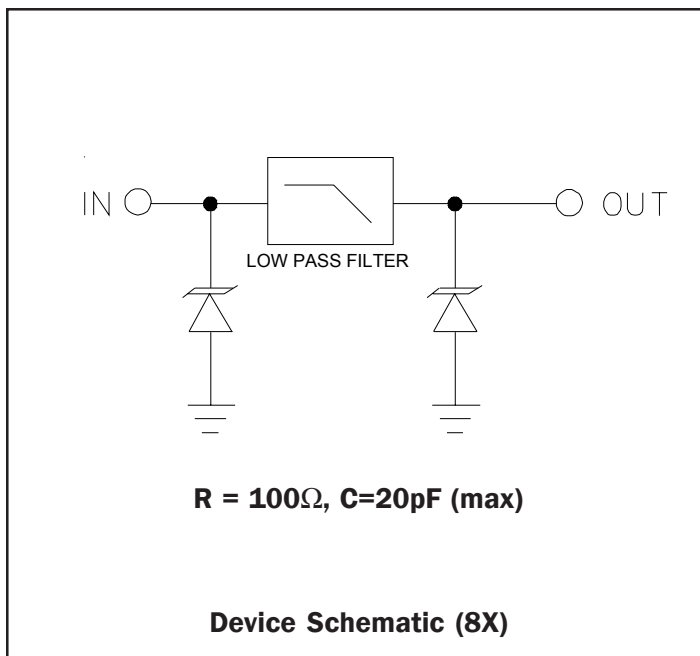 IN OUT
LOW PASS FILTER
R = 100Ω, C=20pF (max)
Device Schematic (8X)